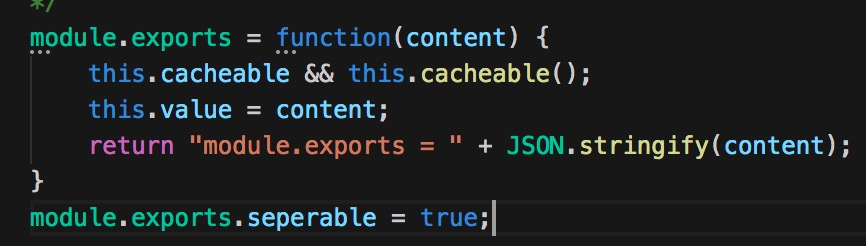 */
module.exports = function(content) {
    this.cacheable && this.cacheable();
    this.value = content;
    return "module.exports = " + JSON.stringify(content);
}
module.exports.seperable = true;